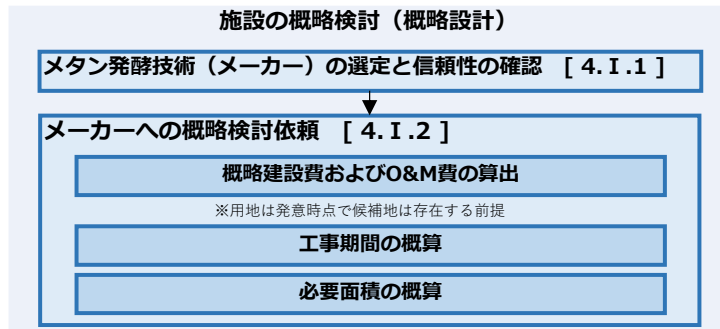 施設の概略検討（概略設計）
メタン発酵技術（メーカー）の選定と信頼性の確認　[ 4.Ⅰ.1 ]
メーカーへの概略検討依頼　[ 4.Ⅰ.2 ]
概略建設費およびO&M費の算出
※用地は発意時点で候補地は存在する前提
工事期間の概算
必要面積の概算